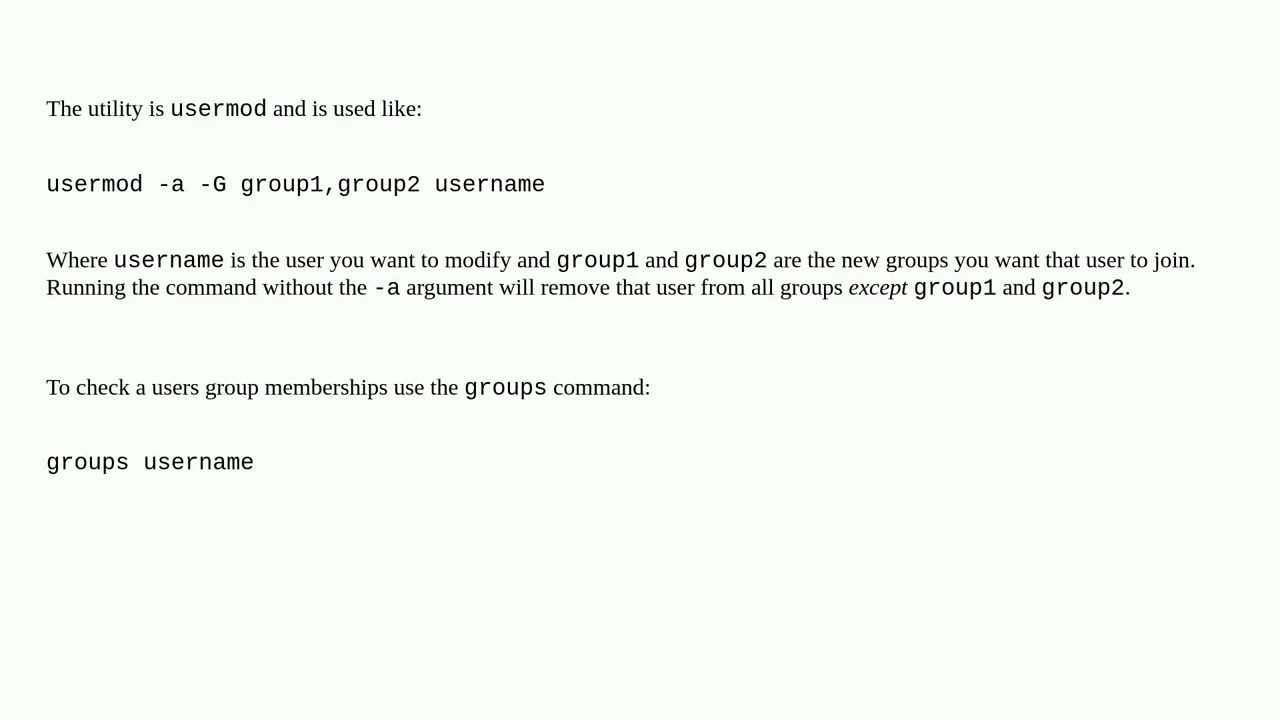 The utility is usermod and is used like:
usermod -a -G group1,group2 username
Where username is the user you want to modify and group1 and group2 are the new groups you want that user to join.
Running the command without the -a argument will remove that user from all groups except group1 and group2.
To check a users group memberships use the groups command:
groups username